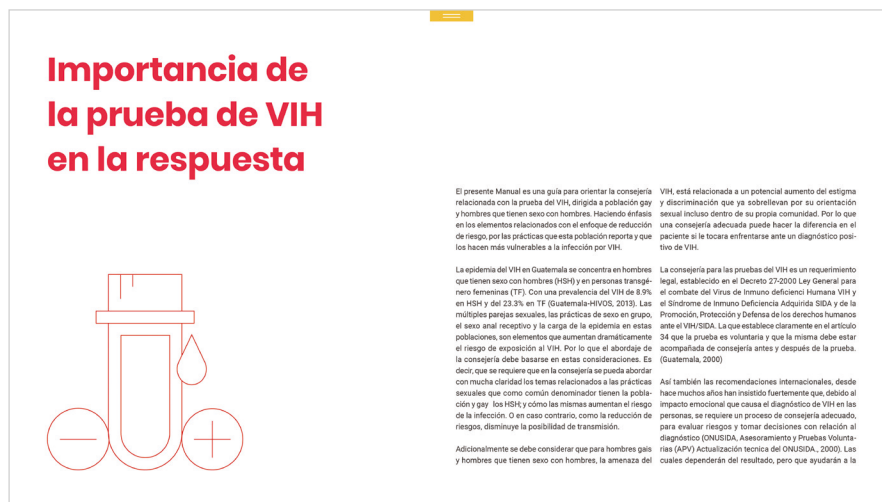 Importancia de
la prueba de VIH
en la respuesta
El presente Manual es una guía para orientar la consejería
relacionada con la prueba del VIH, dirigida a población gay
y hombres que tienen sexo con hombres. Haciendo énfasis
en los elementos relacionados con el enfoque de reducción
de riesgo, por las prácticas que esta población reporta y que
los hacen más vulnerables a la infección por VIH.
La epidemia del VIH en Guatemala se concentra en hombres
que tienen sexo con hombres (HSH) y en personas transgé-
nero femeninas (TF). Con una prevalencia del VIH de 8.9%
en HSH y del 23.3% en TF (Guatemala-HIVOS, 2013). Las
múltiples parejas sexuales, las prácticas de sexo en grupo,
el sexo anal receptivo y la carga de la epidemia en estas
poblaciones, son elementos que aumentan dramáticamente
el riesgo de exposición al VIH. Por lo que el abordaje de
la consejería debe basarse en estas consideraciones. Es
decir, que se requiere que en la consejería se pueda abordar
con mucha claridad los temas relacionados a las prácticas
sexuales que como común denominador tienen la pobla-
ción y gay los HSH; y cómo las mismas aumentan el riesgo
de la infección. O en caso contrario, como la reducción de
riesgos, disminuye la posibilidad de transmisión.
Adicionalmente se debe considerar que para hombres gais
y hombres que tienen sexo con hombres, la amenaza del
VIH, está relacionada a un potencial aumento del estigma
y discriminación que ya sobrellevan por su orientación
sexual incluso dentro de su propia comunidad. Por lo que
una consejería adecuada puede hacer la diferencia en el
paciente si le tocara enfrentarse ante un diagnóstico posi-
tivo de VIH.
La consejería para las pruebas del VIH es un requerimiento
legal, establecido en el Decreto 27-2000 Ley General para
el combate del Virus de Inmuno deficienci Humana VIH y
el Síndrome de Inmuno Deficiencia Adquirida SIDA y de la
Promoción, Protección y Defensa de los derechos humanos
ante el VIH/SIDA. La que establece claramente en el artículo
34 que la prueba es voluntaria y que la misma debe estar
acompañada de consejería antes y después de la prueba.
(Guatemala, 2000)
Así también las recomendaciones internacionales, desde
hace muchos años han insistido fuertemente que, debido al
impacto emocional que causa el diagnóstico de VIH en las
personas, se requiere un proceso de consejería adecuado,
para evaluar riesgos y tomar decisiones con relación al
diagnóstico (ONUSIDA, Asesoramiento y Pruebas Volunta-
rias (APV) Actualización tecnica del ONUSIDA., 2000). Las
cuales dependerán del resultado, pero que ayudarán a la